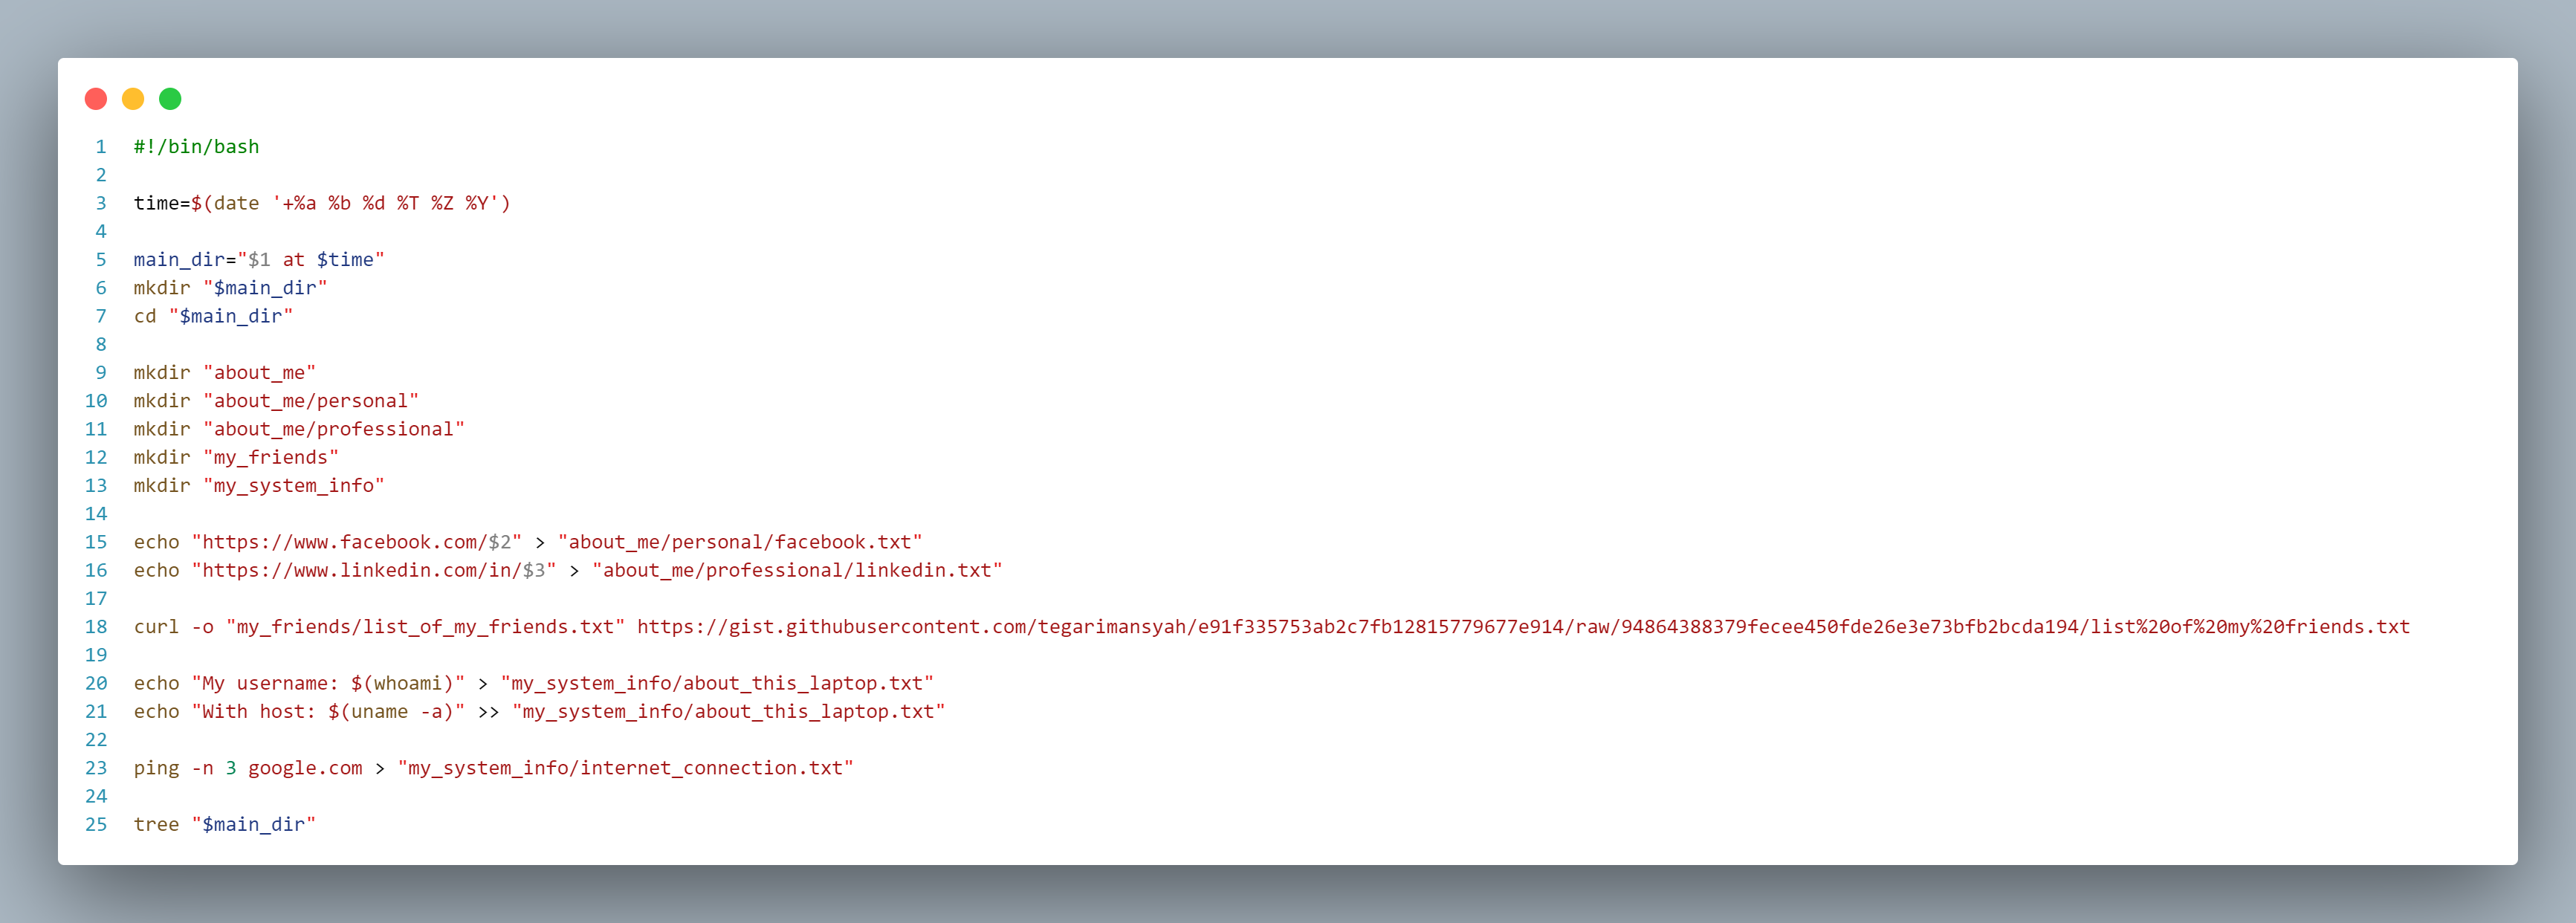 1 #!/bin/bash
2
3 time=$(date '+%a %b %d %T %Z %Y')
4
5 main_dir="$1 at $time"
6 mkdir "$main_dir"
7 cd "$main_dir"
8
9 mkdir "about_me"
10 mkdir "about_me/personal"
11 mkdir "about_me/professional"
12 mkdir "my_friends"
13 mkdir "my_system_info"
14
15 echo "https://www.facebook.com/$2" > "about_me/personal/facebook.txt"
16 echo "https://www.linkedin.com/in/$3" > "about_me/professional/linkedin.txt"
17
18 curl -o "my_friends/list_of_my_friends.txt" https://gist.githubusercontent.com/tegarimansyah/e91f335753ab2c7fb12815779677e914/raw/94864388379fecee450fde26e3e73bfb2bcda194/list%20of%20my%20friends.txt
19
20 echo "My username: $(whoami)" > "my_system_info/about_this_laptop.txt"
21 echo "With host: $(uname -a)" >> "my_system_info/about_this_laptop.txt"
22
23 ping -n 3 google.com > "my_system_info/internet_connection.txt"
24
25 tree "$main_dir"